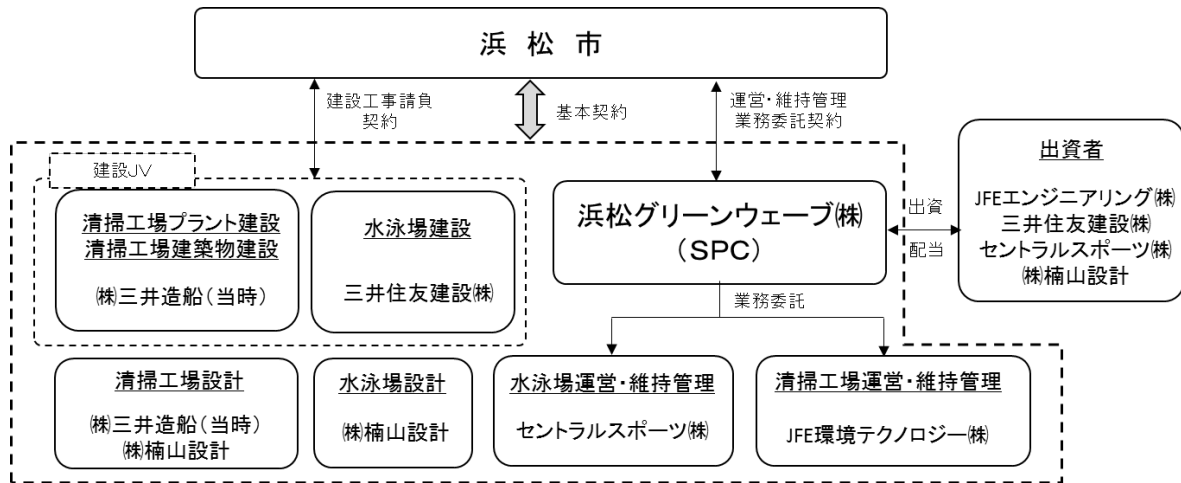 浜 松 市
建設工事請負
契約
基本契約
運営・維持管理
業務委託契約
建設JV
清掃工場プラント建設
清掃工場建築物建設
㈱三井造船(当時)
水泳場建設
三井住友建設㈱
浜松グリーンウェーブ㈱
(SPC)
出資
配当
出資者
JFEエンジニアリング㈱
三井住友建設㈱
セントラルスポーツ㈱
㈱楠山設計
業務委託
清掃工場設計
㈱三井造船(当時)
㈱楠山設計
水泳場設計
㈱楠山設計
水泳場運営・維持管理
セントラルスポーツ㈱
清掃工場運営・維持管理
JFE環境テクノロジー㈱